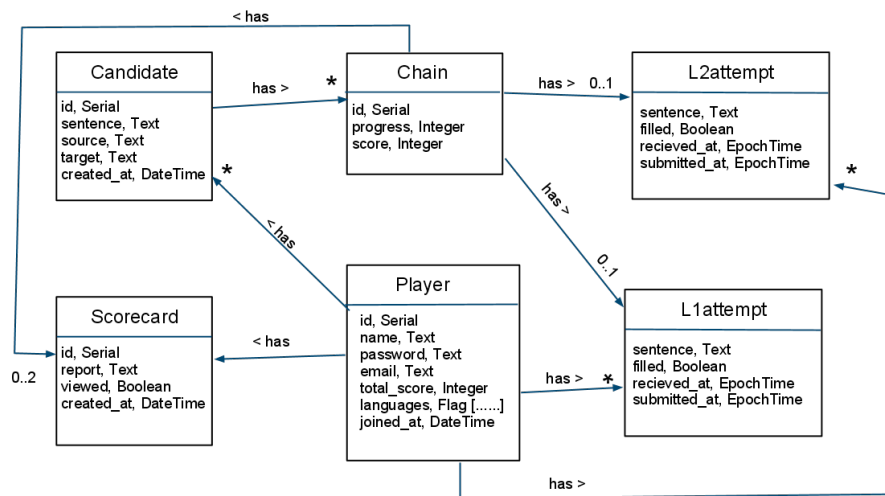 < has
Candidate
id, Serial
sentence, Text
source, Text
target, Text
created_at, DateTime
has >
*
Chain
id, Serial
progress, Integer
score, Integer
has > 0..1
L2attempt
sentence, Text
filled, Boolean
recieved_at, EpochTime
submitted_at, EpochTime
*
*
< has
has >
0..1
Scorecard
id, Serial
report, Text
viewed, Boolean
created_at, DateTime
0..2
< has
Player
id, Serial
name, Text
password, Text
email, Text
total_score, Integer
languages, Flag [......]
joined_at, DateTime
has >
*
L1attempt
sentence, Text
filled, Boolean
recieved_at, EpochTime
submitted_at, EpochTime
has >